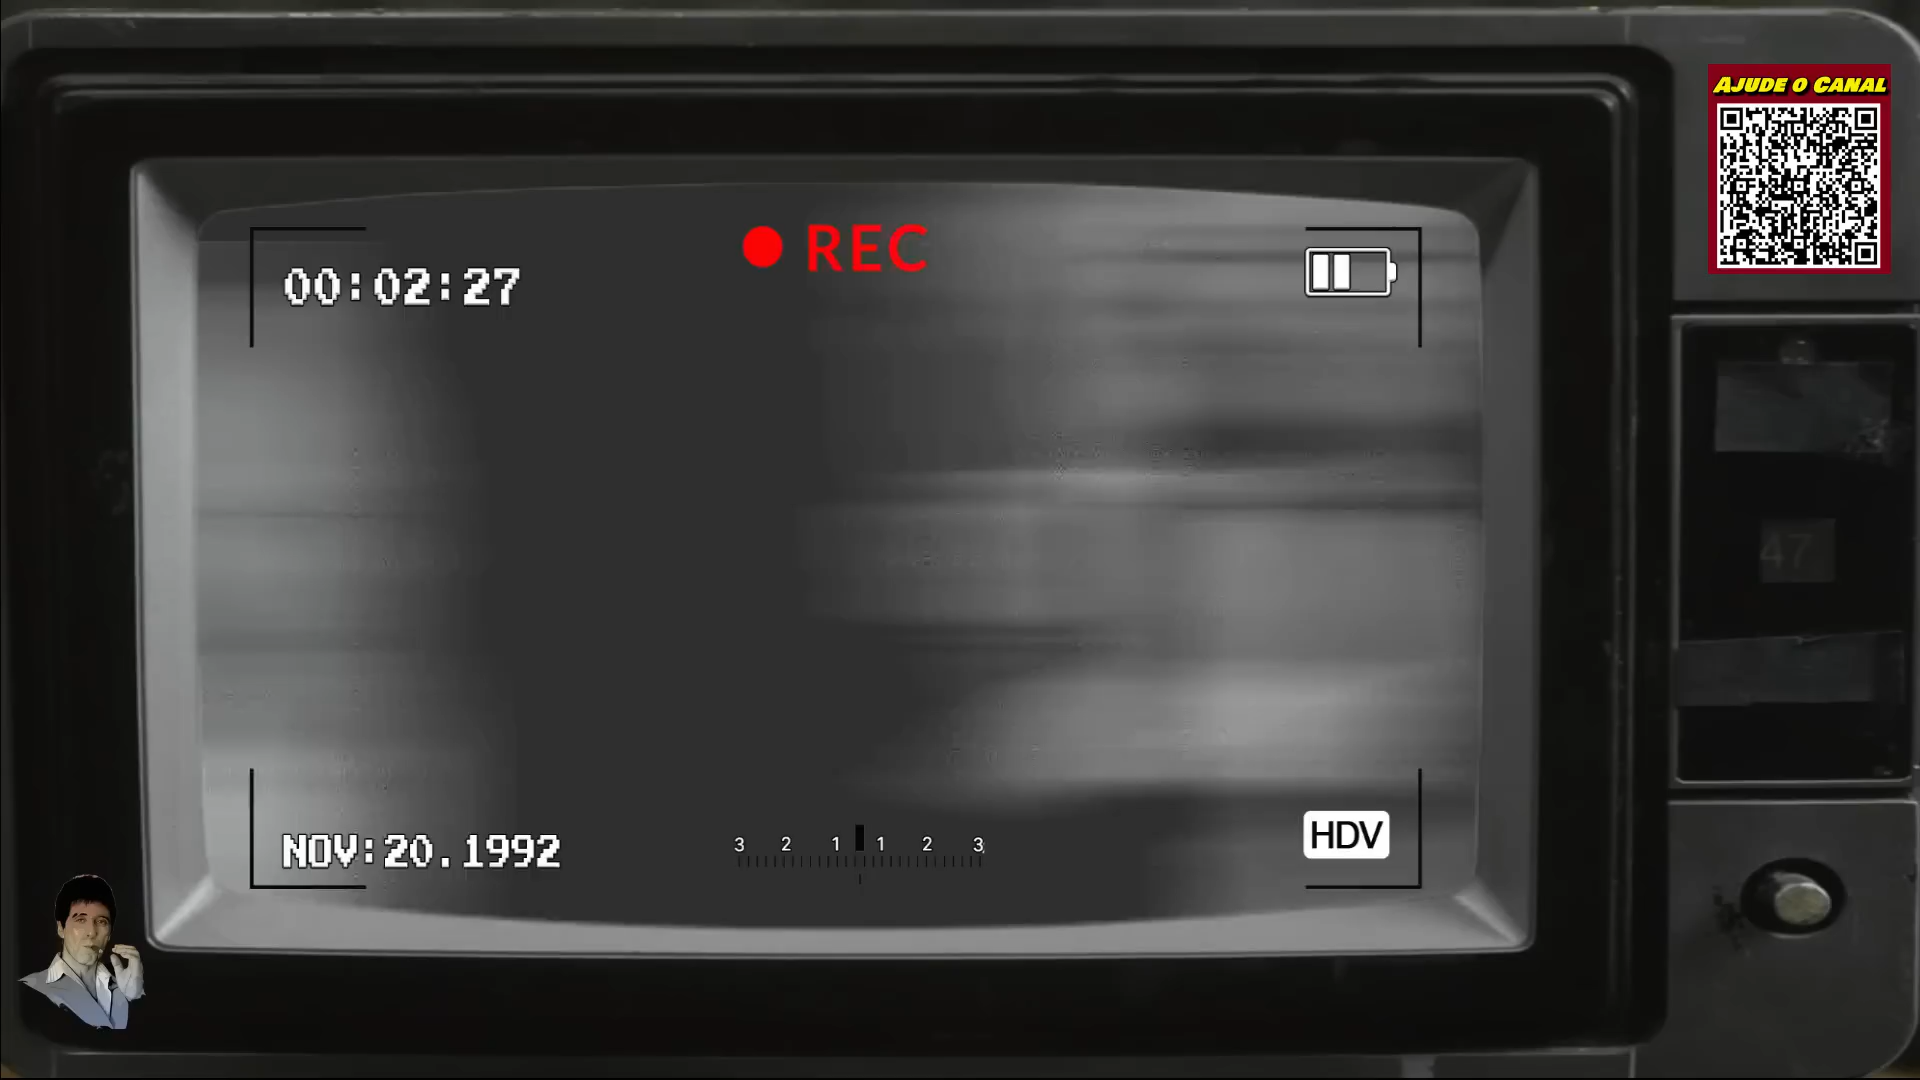 AJUDE O CANAL
REC
00:02:27
47
NOV:20.1992
3 2 1 1 2 3
HDV